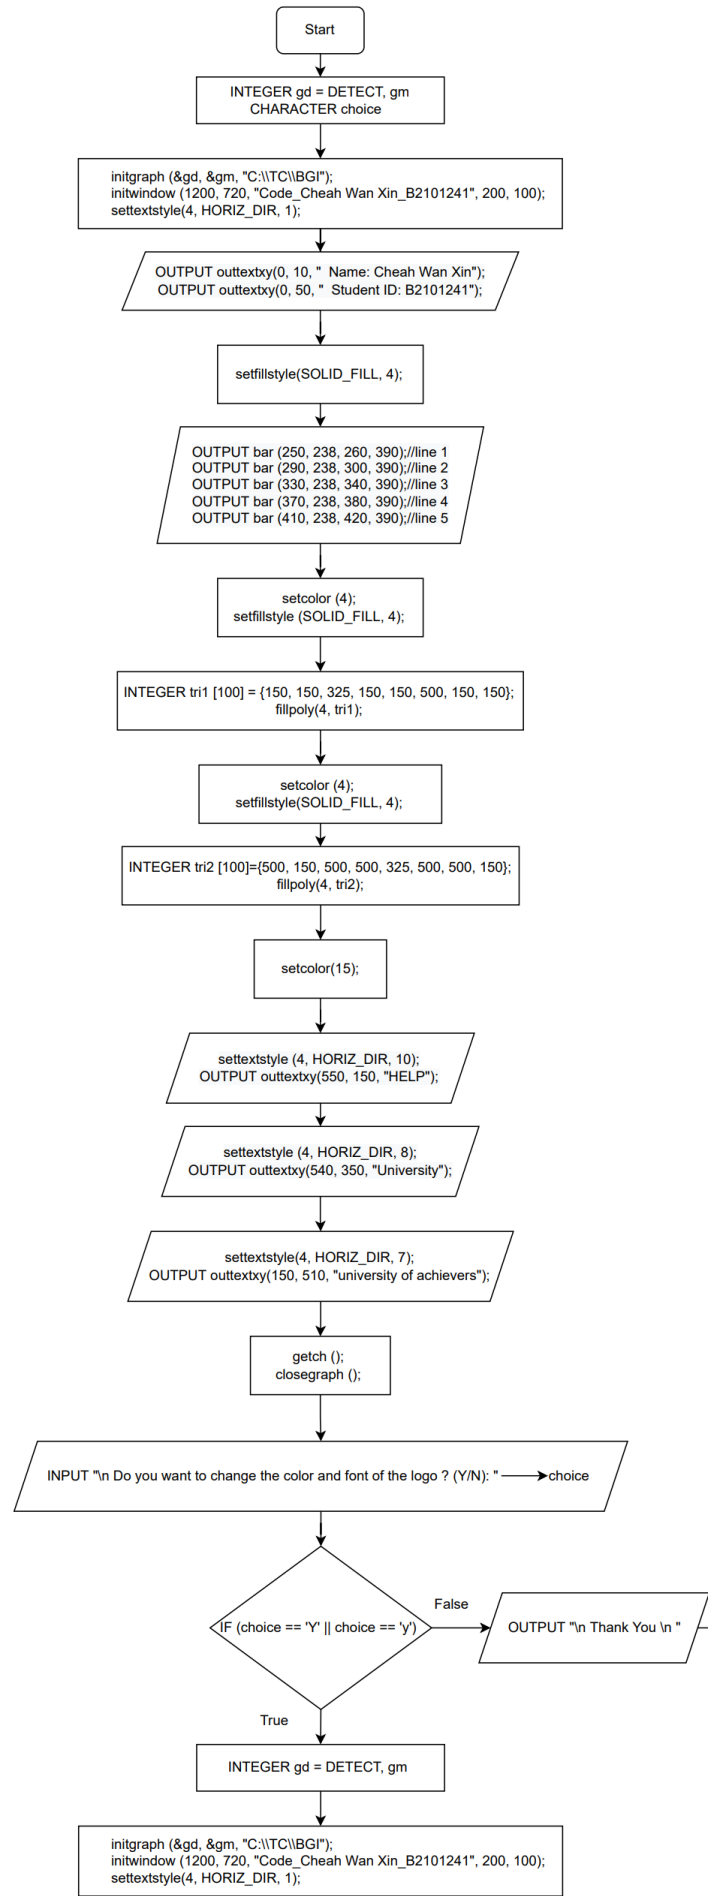 Start
INTEGER gd = DETECT, gm
CHARACTER choice
initgraph (&gd, &gm, "C:\\TC\\BGI");
initwindow (1200, 720, "Code_Cheah Wan Xin_B2101241", 200, 100);
settextstyle(4, HORIZ_DIR, 1);
OUTPUT outtextxy(0, 10, "  Name: Cheah Wan Xin");
OUTPUT outtextxy(0, 50, "  Student ID: B2101241");
setfillstyle(SOLID_FILL, 4);
OUTPUT bar (250, 238, 260, 390);//line 1
OUTPUT bar (290, 238, 300, 390);//line 2
OUTPUT bar (330, 238, 340, 390);//line 3
OUTPUT bar (370, 238, 380, 390);//line 4
OUTPUT bar (410, 238, 420, 390);//line 5
setcolor (4);
setfillstyle (SOLID_FILL, 4);
INTEGER tri1 [100] = {150, 150, 325, 150, 150, 500, 150, 150};
fillpoly(4, tri1);
setcolor (4);
setfillstyle(SOLID_FILL, 4);
INTEGER tri2 [100]={500, 150, 500, 500, 325, 500, 500, 150};
fillpoly(4, tri2);
setcolor(15);
settextstyle (4, HORIZ_DIR, 10);
OUTPUT outtextxy(550, 150, "HELP");
settextstyle (4, HORIZ_DIR, 8);
OUTPUT outtextxy(540, 350, "University");
settextstyle(4, HORIZ_DIR, 7);
OUTPUT outtextxy(150, 510, "university of achievers");
getch ();
closegraph ();
INPUT "\n Do you want to change the color and font of the logo ? (Y/N): " choice
IF (choice == 'Y' || choice == 'y')
False
OUTPUT "\n Thank You \n "
True
INTEGER gd = DETECT, gm
initgraph (&gd, &gm, "C:\\TC\\BGI");
initwindow (1200, 720, "Code_Cheah Wan Xin_B2101241", 200, 100);
settextstyle(4, HORIZ_DIR, 1);